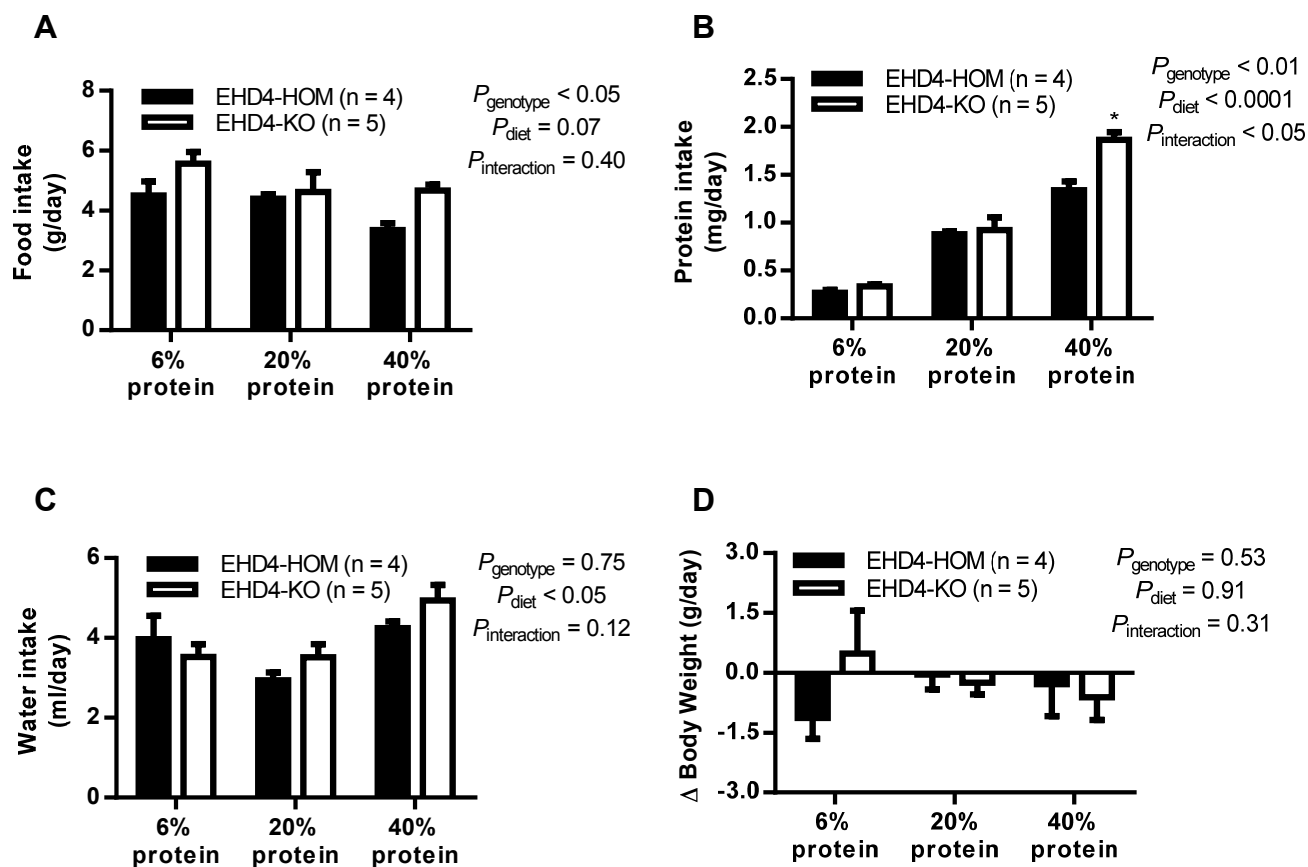 A
8
6
4
2
0
Food intake
(g/day)
EHD4-HOM (n = 4)
EHD4-KO (n = 5)
Pgenotype < 0.05
Pdiet = 0.07
Pinteraction = 0.40
6%
protein
20%
protein
40%
protein
B
2.5
2.0
1.5
1.0
0.5
0.0
Protein intake
(mg/day)
EHD4-HOM (n = 4)
EHD4-KO (n = 5)
*
Pgenotype < 0.01
Pdiet < 0.0001
Pinteraction < 0.05
6%
protein
20%
protein
40%
protein
C
6
4
2
0
Water intake
(ml/day)
EHD4-HOM (n = 4)
EHD4-KO (n = 5)
Pgenotype = 0.75
Pdiet < 0.05
Pinteraction = 0.12
6%
protein
20%
protein
40%
protein
D
3.0
1.5
0.0
-1.5
-3.0
Δ Body Weight (g/day)
EHD4-HOM (n = 4)
EHD4-KO (n = 5)
Pgenotype = 0.53
Pdiet = 0.91
Pinteraction = 0.31
6%
protein
20%
protein
40%
protein